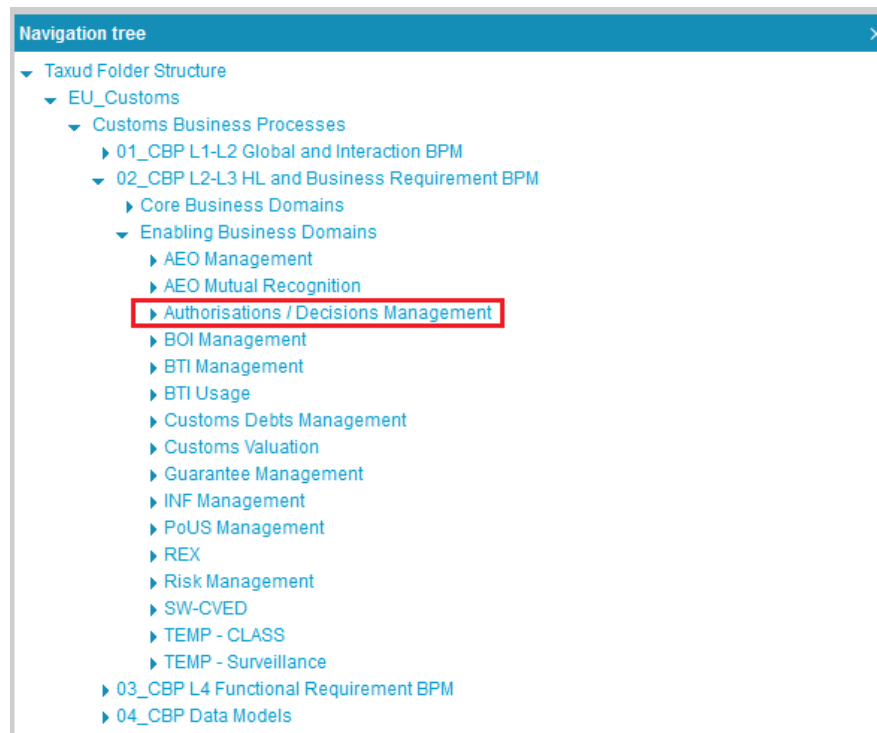 Navigation tree
Taxud Folder Structure
EU_Customs
Customs Business Processes
01_CBP L1-L2 Global and Interaction BPM
02_CBP L2-L3 HL and Business Requirement BPM
Core Business Domains
Enabling Business Domains
AEO Management
AEO Mutual Recognition
Authorisations / Decisions Management
BOI Management
BTI Management
BTI Usage
Customs Debts Management
Customs Valuation
Guarantee Management
INF Management
PoUS Management
REX
Risk Management
SW-CVED
TEMP - CLASS
TEMP - Surveillance
03_CBP L4 Functional Requirement BPM
04_CBP Data Models